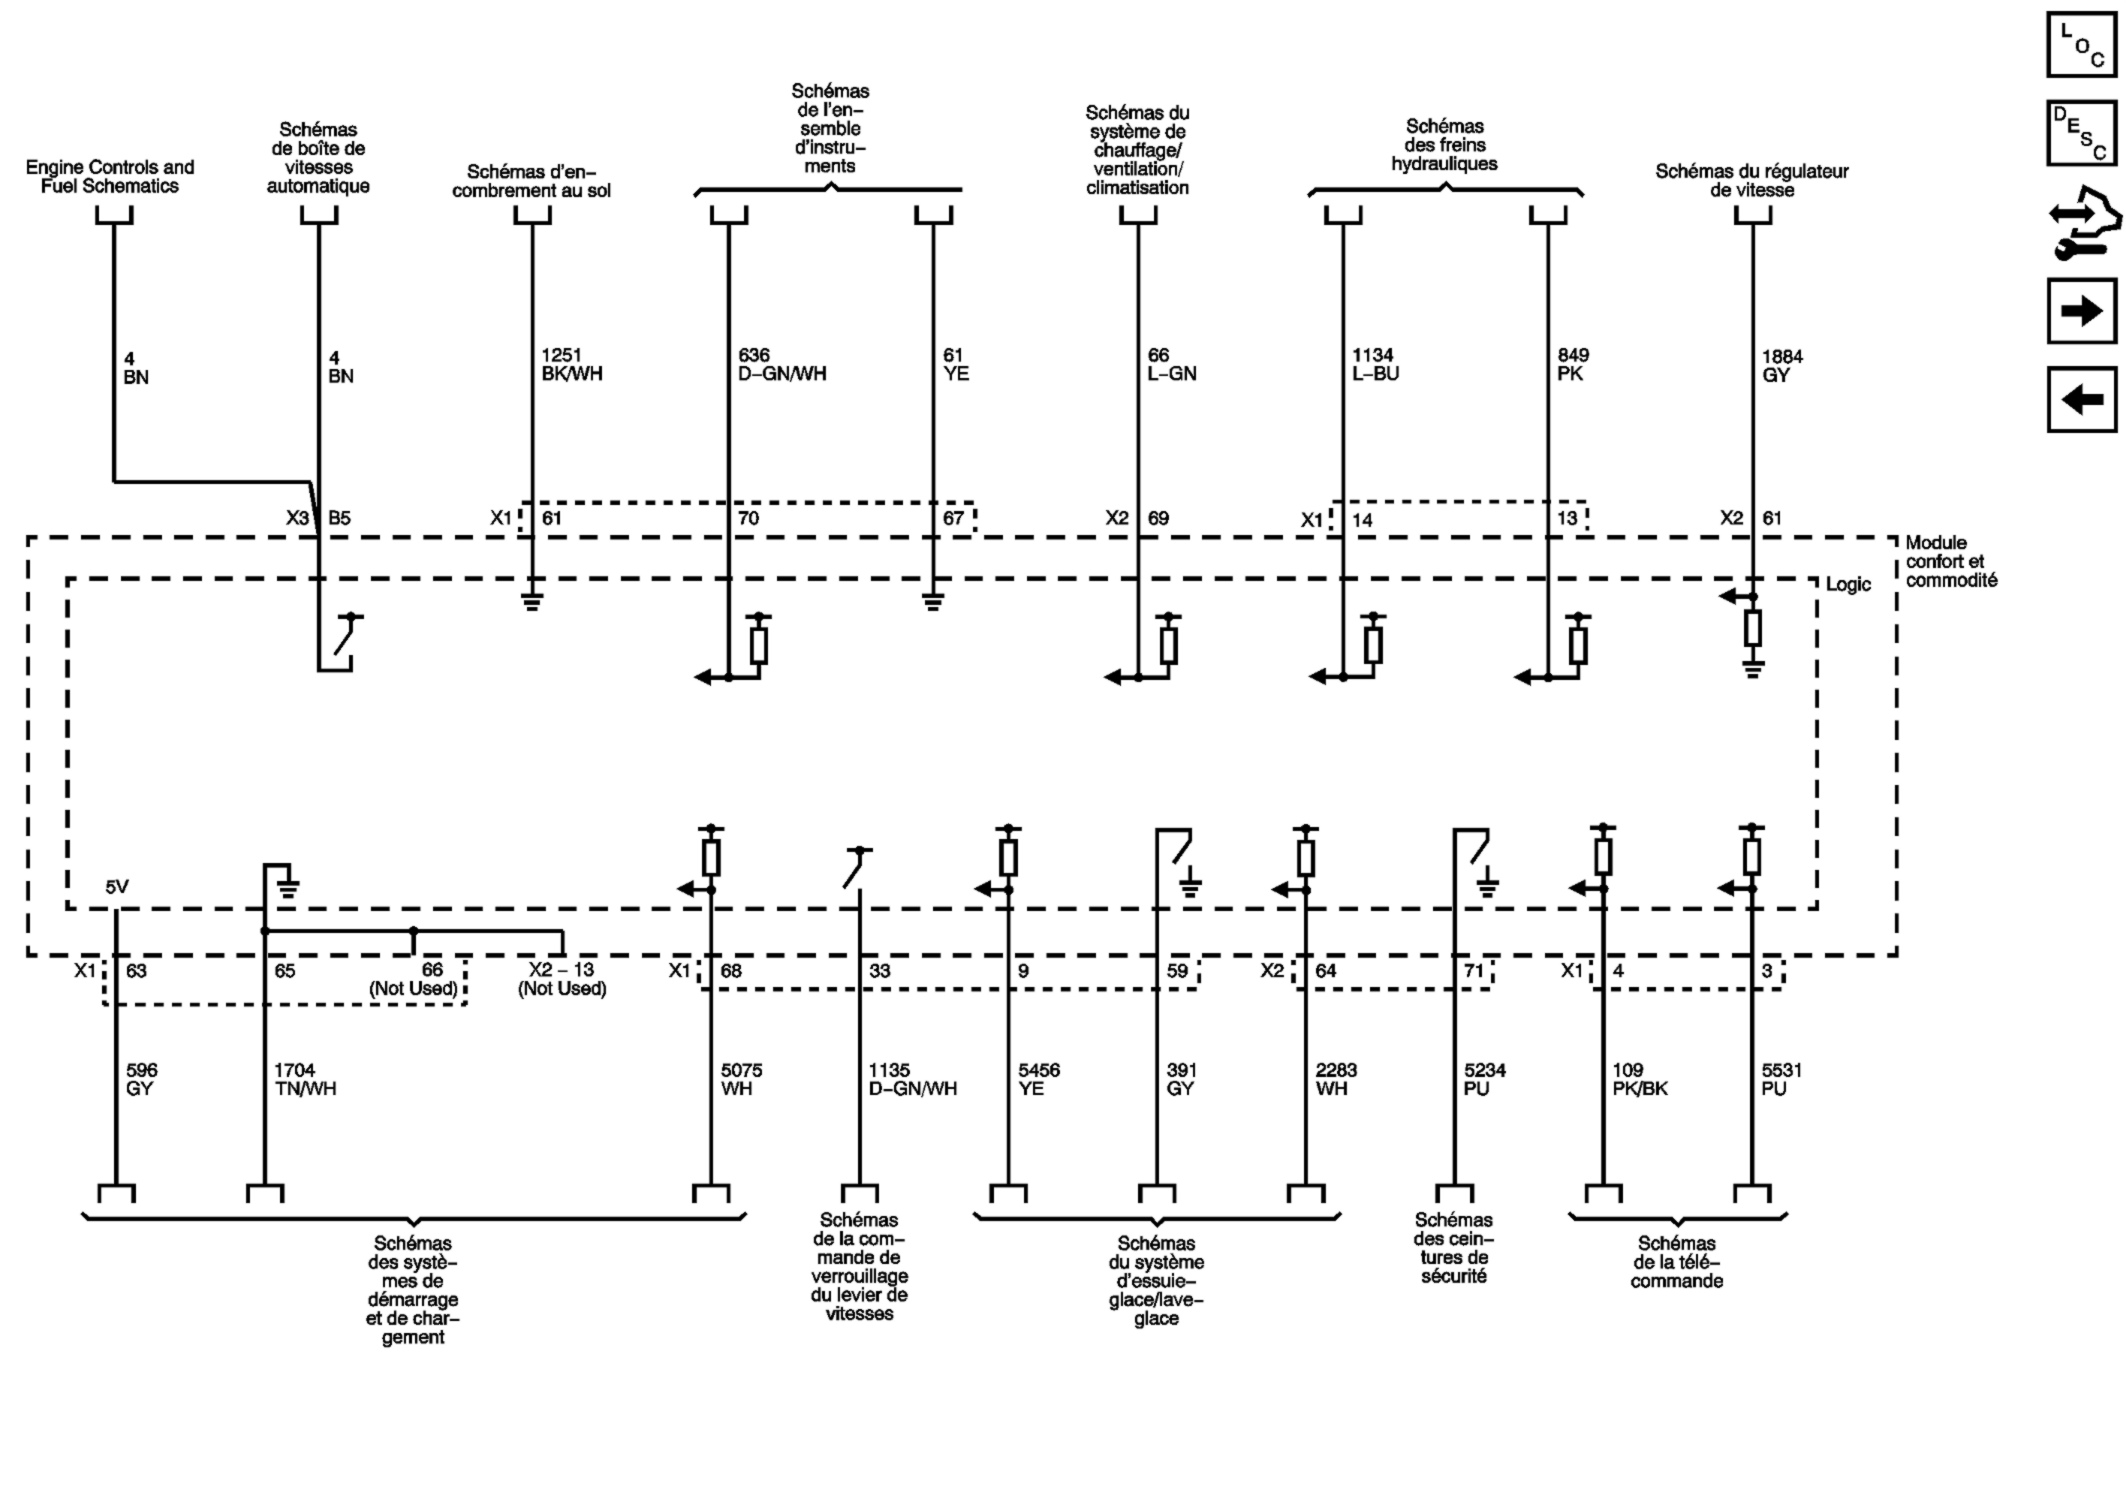 L
O
C
D
E
S
C
Engine Controls and
Fuel Schematics
Schémas
de boîte de
vitesses
automatique
Schémas d'en–
combrement au sol
Schémas
de l'en–
semble
d'instru–
ments
Schémas du
système de
chauffage/
ventilation/
climatisation
Schémas
des freins
hydrauliques
Schémas du régulateur
de vitesse
4
BN
4
BN
1251
BK/WH
636
D–GN/WH
61
YE
66
L–GN
1134
L–BU
849
PK
1884
GY
X3 B5
X1 61 70 67
X2 69
X1 14 13
X2 61
Module
confort et
commodité
Logic
5V
X1 63 65 66
(Not Used)
X2 – 13
(Not Used)
X1 68 33 9 59
X2 64 71
X1 4 3
596
GY
1704
TN/WH
5075
WH
1135
D–GN/WH
5456
YE
391
GY
2283
WH
5234
PU
109
PK/BK
5531
PU
Schémas
des systè–
mes de
démarrage
et de char–
gement
Schémas
de la com–
mande de
verrouillage
du levier de
vitesses
Schémas
du système
d'essuie–
glace/lave–
glace
Schémas
des cein–
tures de
sécurité
Schémas
de la télé–
commande